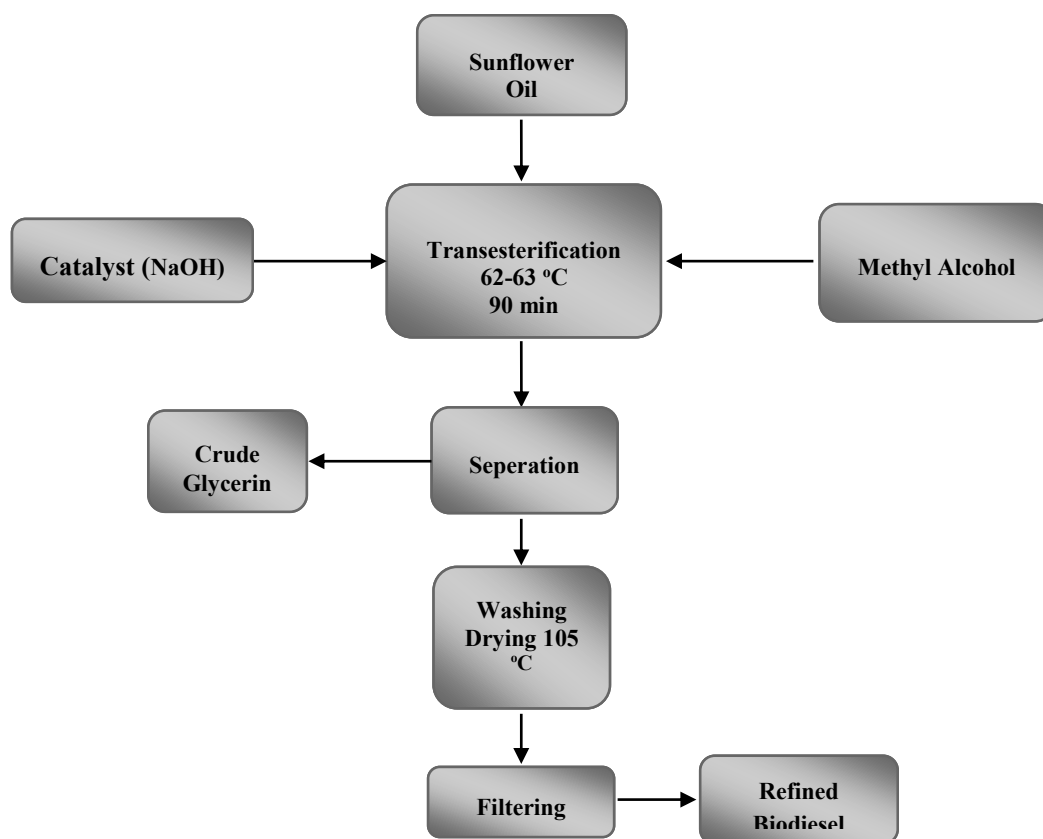 Sunflower
Oil
Catalyst (NaOH)
Transesterification
62-63 ºC
90 min
Methyl Alcohol
Crude
Glycerin
Seperation
Washing
Drying 105
ºC
Filtering
Refined
Biodiesel